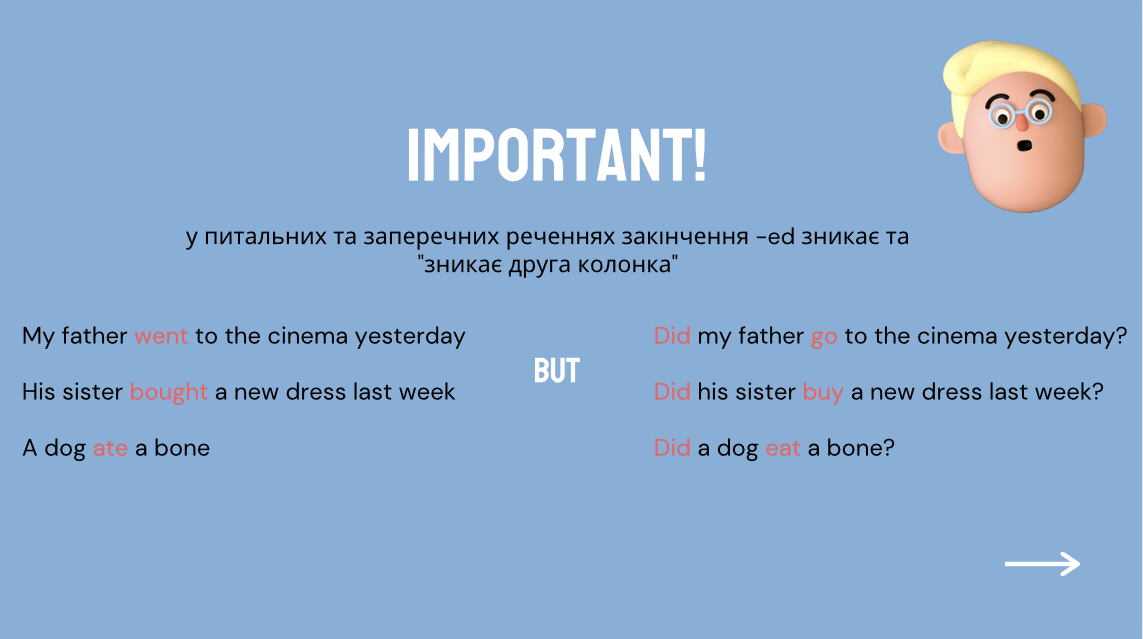 IMPORTANT!
у питальних та заперечних реченнях закінчення -ed зникає та
"зникає друга колонка"
My father went to the cinema yesterday
His sister bought a new dress last week
A dog ate a bone
BUT
Did my father go to the cinema yesterday?
Did his sister buy a new dress last week?
Did a dog eat a bone?